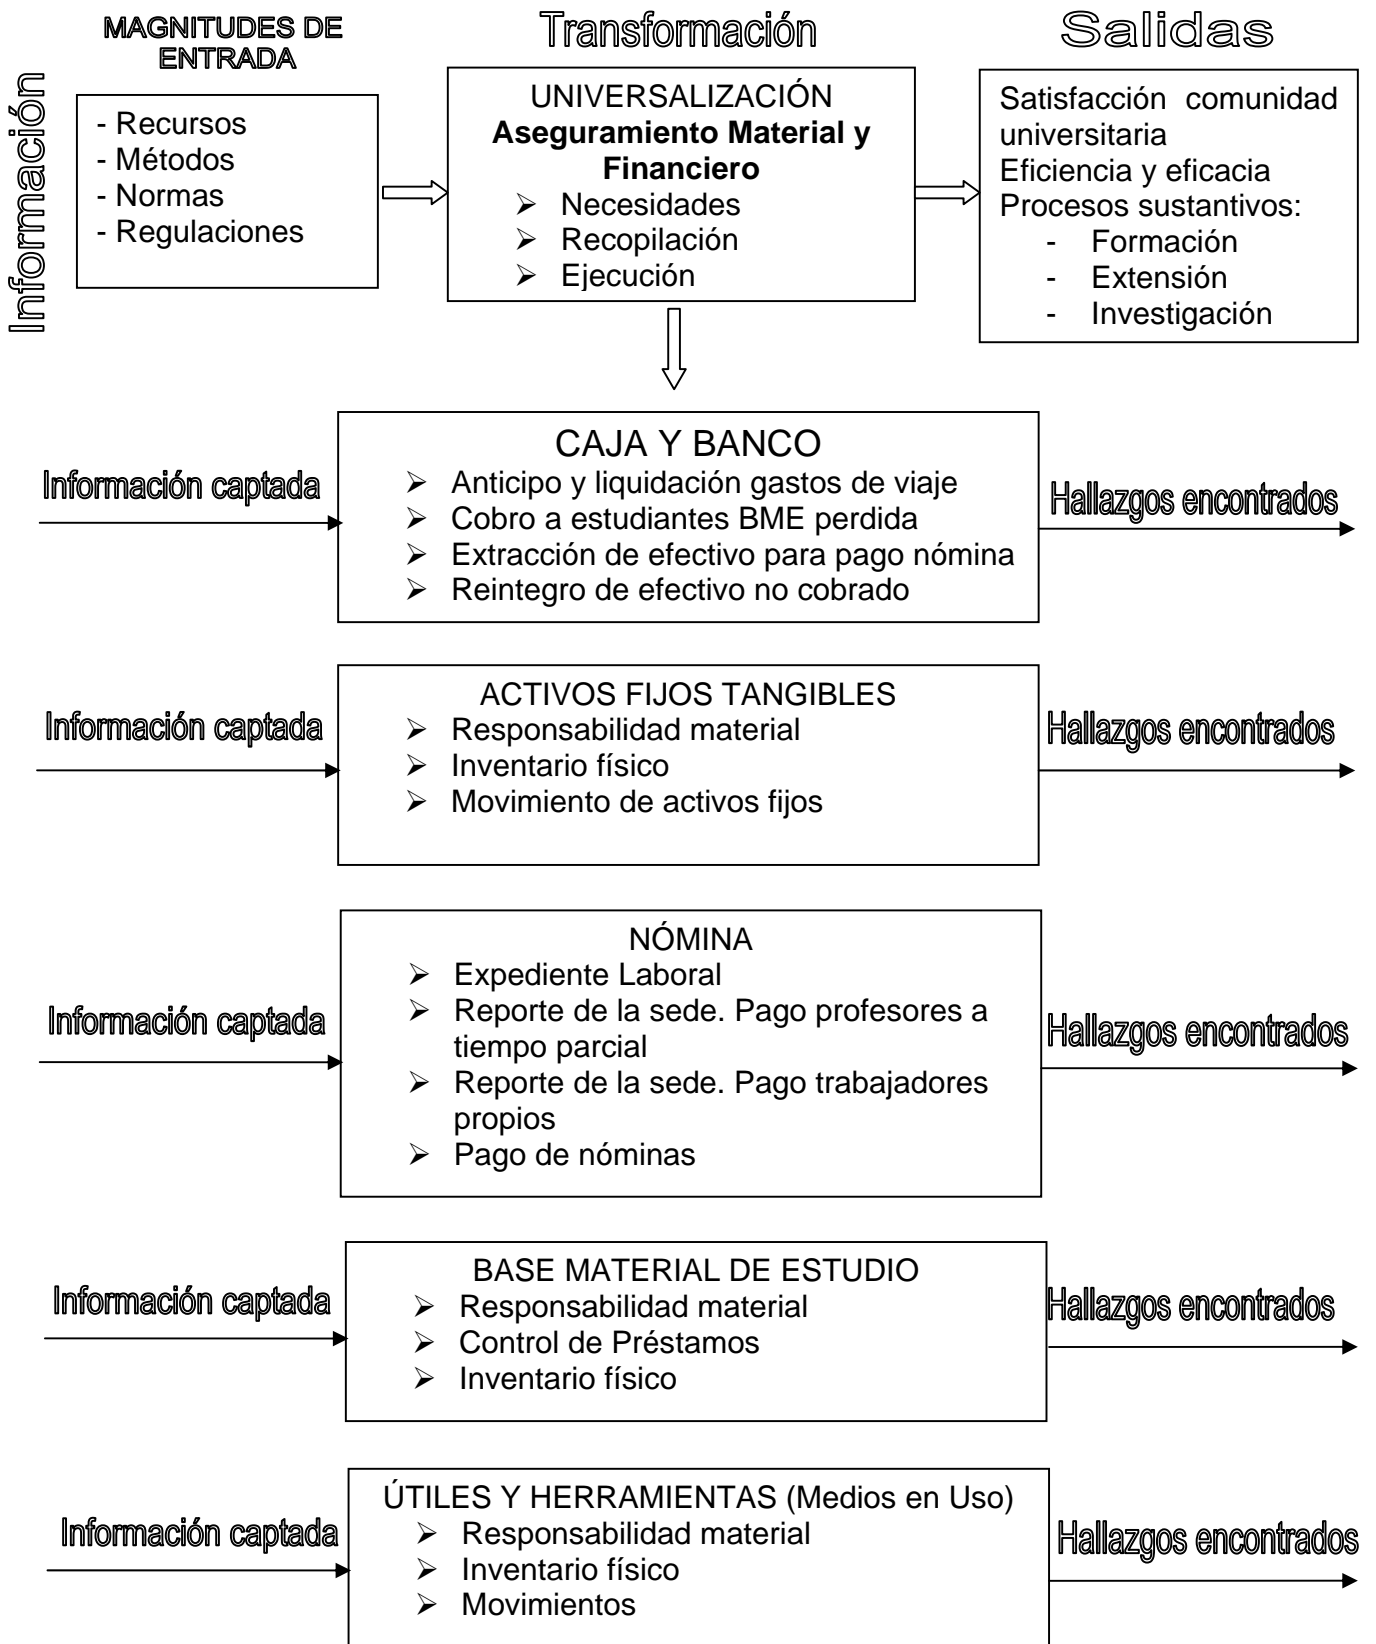 MAGNITUDES DE
ENTRADA
Transformación
Salidas
Información
- Recursos
- Métodos
- Normas
- Regulaciones
UNIVERSALIZACIÓN
Aseguramiento Material y
Financiero
➢ Necesidades
➢ Recopilación
➢ Ejecución
Satisfacción comunidad
universitaria
Eficiencia y eficacia
Procesos sustantivos:
- Formación
- Extensión
- Investigación
Información captada
CAJA Y BANCO
➢ Anticipo y liquidación gastos de viaje
➢ Cobro a estudiantes BME perdida
➢ Extracción de efectivo para pago nómina
➢ Reintegro de efectivo no cobrado
Hallazgos encontrados
Información captada
ACTIVOS FIJOS TANGIBLES
➢ Responsabilidad material
➢ Inventario físico
➢ Movimiento de activos fijos
Hallazgos encontrados
Información captada
NÓMINA
➢ Expediente Laboral
➢ Reporte de la sede. Pago profesores a
tiempo parcial
➢ Reporte de la sede. Pago trabajadores
propios
➢ Pago de nóminas
Hallazgos encontrados
Información captada
BASE MATERIAL DE ESTUDIO
➢ Responsabilidad material
➢ Control de Préstamos
➢ Inventario físico
Hallazgos encontrados
Información captada
ÚTILES Y HERRAMIENTAS (Medios en Uso)
➢ Responsabilidad material
➢ Inventario físico
➢ Movimientos
Hallazgos encontrados